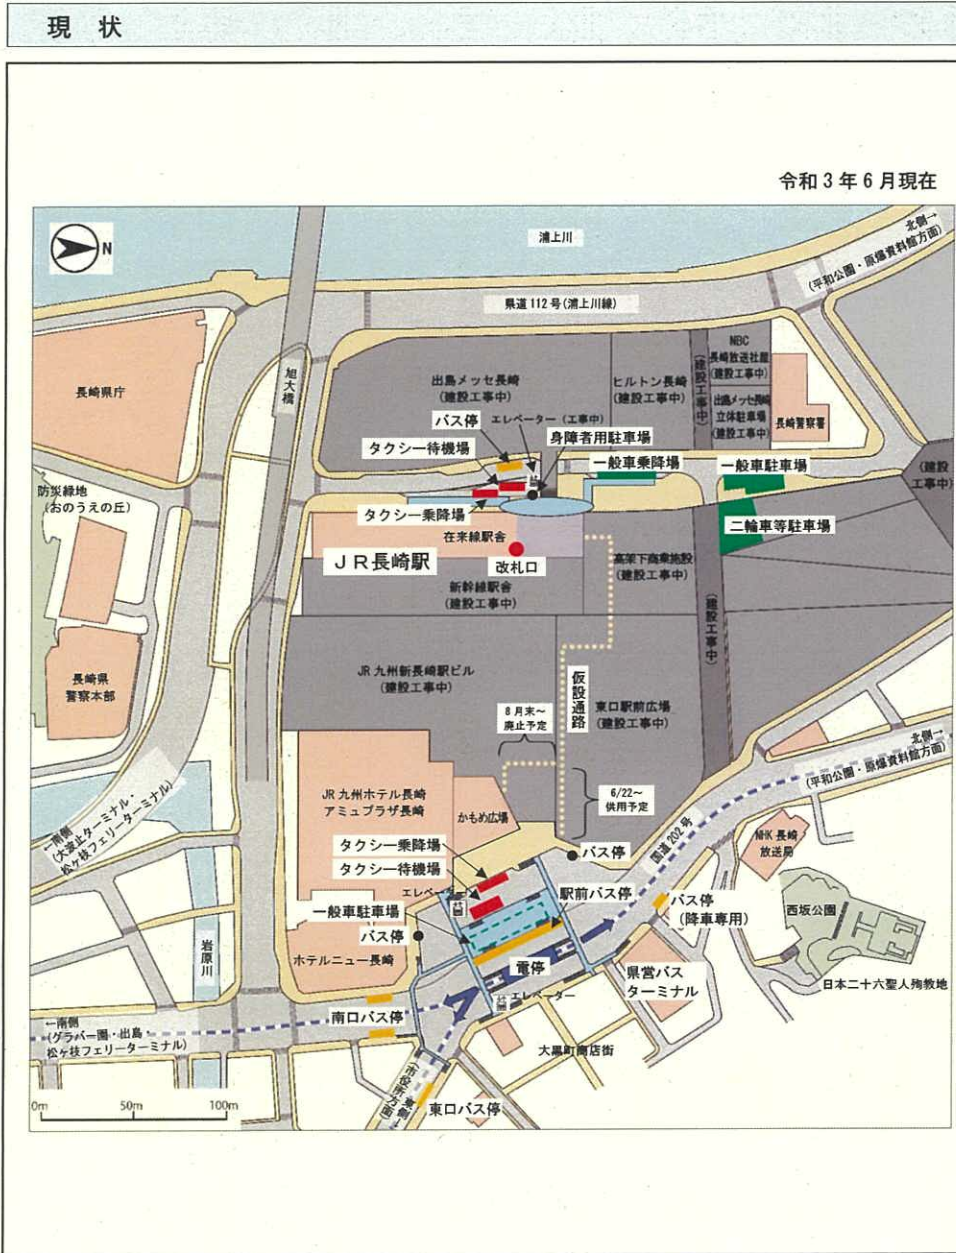 現状
令和3年6月現在
N
浦上川
北側→
(平和公園・原爆資料館方面)
県道112号(浦上川線)
旭大橋
長崎県庁
出島メッセ長崎
(建設工事中)
ヒルトン長崎
(建設工事中)
(建設工事中)
NBC
長崎放送社屋
(建設工事中)
出島メッセ長崎
立体駐車場
(建設工事中)
長崎警察署
バス停
エレベーター(工事中)
身障者用駐車場
タクシー待機場
一般車乗降場
一般車駐車場
(建設
工事中)
防災緑地
(おのうえの丘)
タクシー乗降場
二輪車等駐車場
在来線駅舎
JR長崎駅
改札口
高架下商業施設
(建設工事中)
新幹線駅舎
(建設工事中)
(建設工事中)
長崎県
警察本部
JR九州新長崎駅ビル
(建設工事中)
仮設通路
東口駅前広場
(建設工事中)
8月末~
廃止予定
北側→
(平和公園・原爆資料館方面)
←南側
(大波止ターミナル・
松ヶ枝フェリーターミナル)
JR九州ホテル長崎
アミュプラザ長崎
かもめ広場
6/22~
供用予定
国道202号
NHK長崎
放送局
タクシー乗降場
タクシー待機場
バス停
エレベーター
駅前バス停
バス停
(降車専用)
西坂公園
一般車駐車場
バス停
岩原川
ホテルニュー長崎
電停
県営バス
ターミナル
日本二十六聖人殉教地
エレベーター
←南側
(グラバー園・出島・
松ヶ枝フェリーターミナル)
南口バス停
大黒町商店街
東側→
(市役所方面)
東口バス停
0m
50m
100m